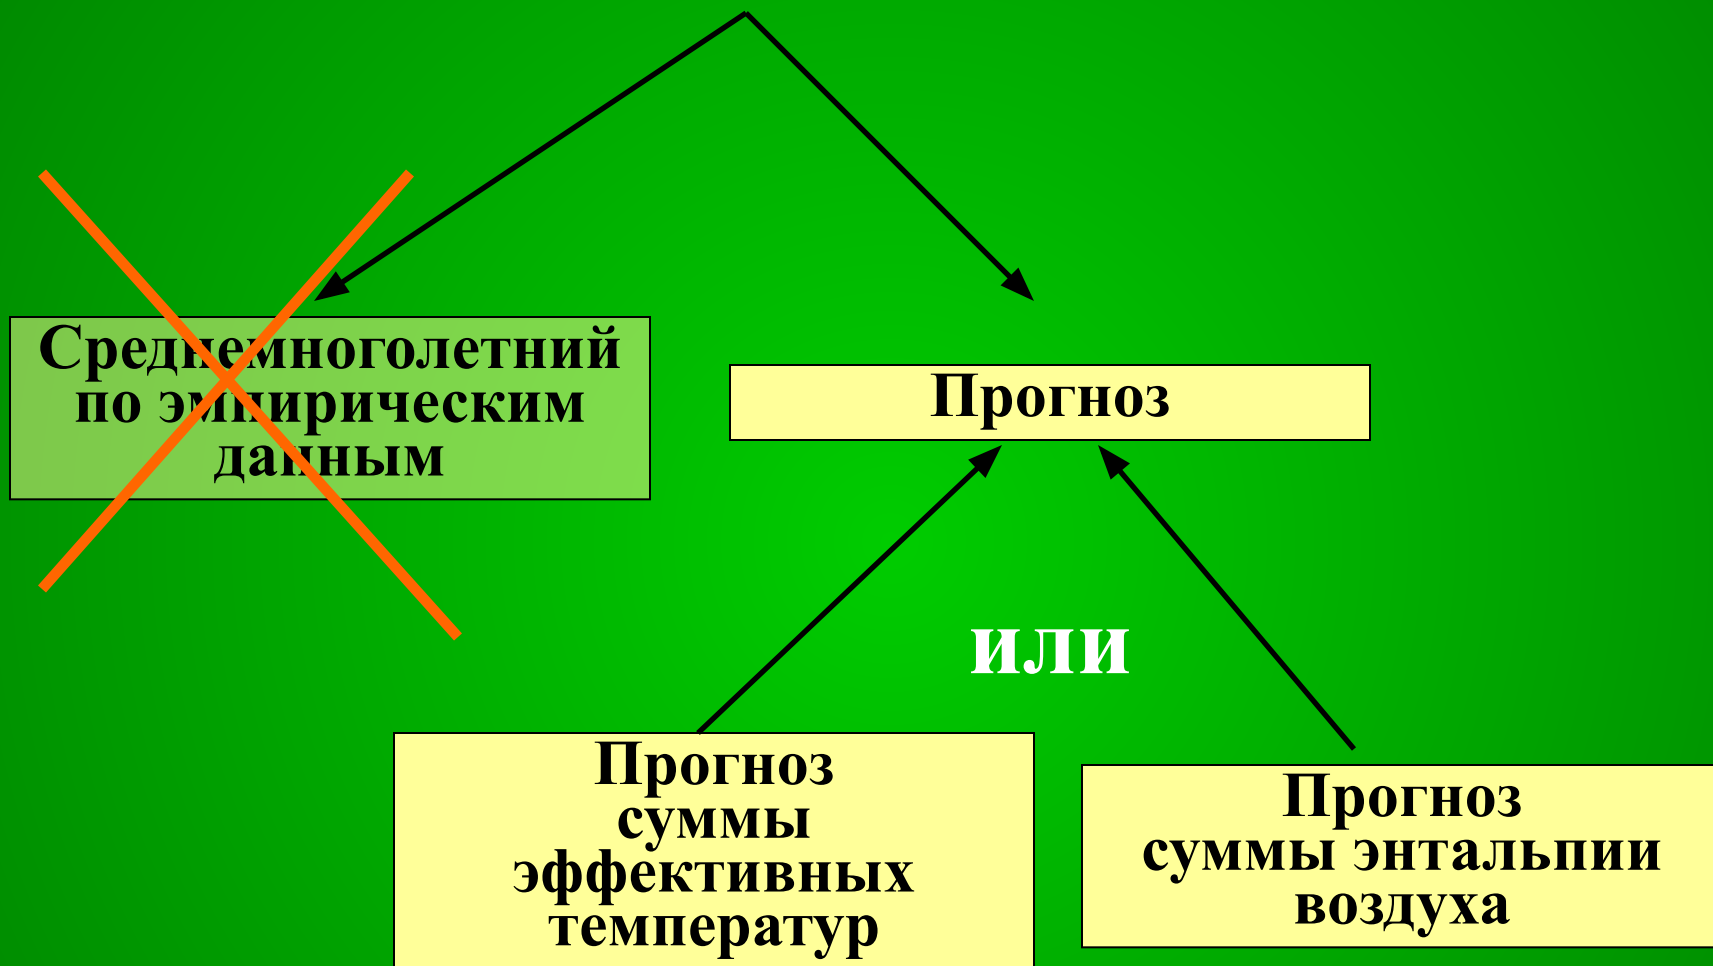 Среднемноголетний
по эмпирическим
данным
Прогноз
или
Прогноз
суммы
эффективных
температур
Прогноз
суммы энтальпии
воздуха